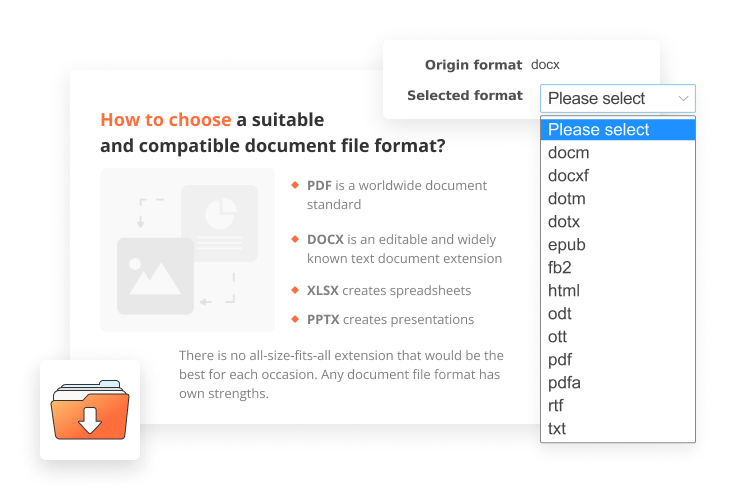 Origin format docx
Selected format Please select
How to choose a suitable
and compatible document file format?
PDF is a worldwide document
standard
DOCX is an editable and widely
known text document extension
XLSX creates spreadsheets
PPTX creates presentations
There is no all-size-fits-all extension that would be the
best for each occasion. Any document file format has
own strengths.
Please select
docm
docxf
dotm
dotx
epub
fb2
html
odt
ott
pdf
pdfa
rtf
txt